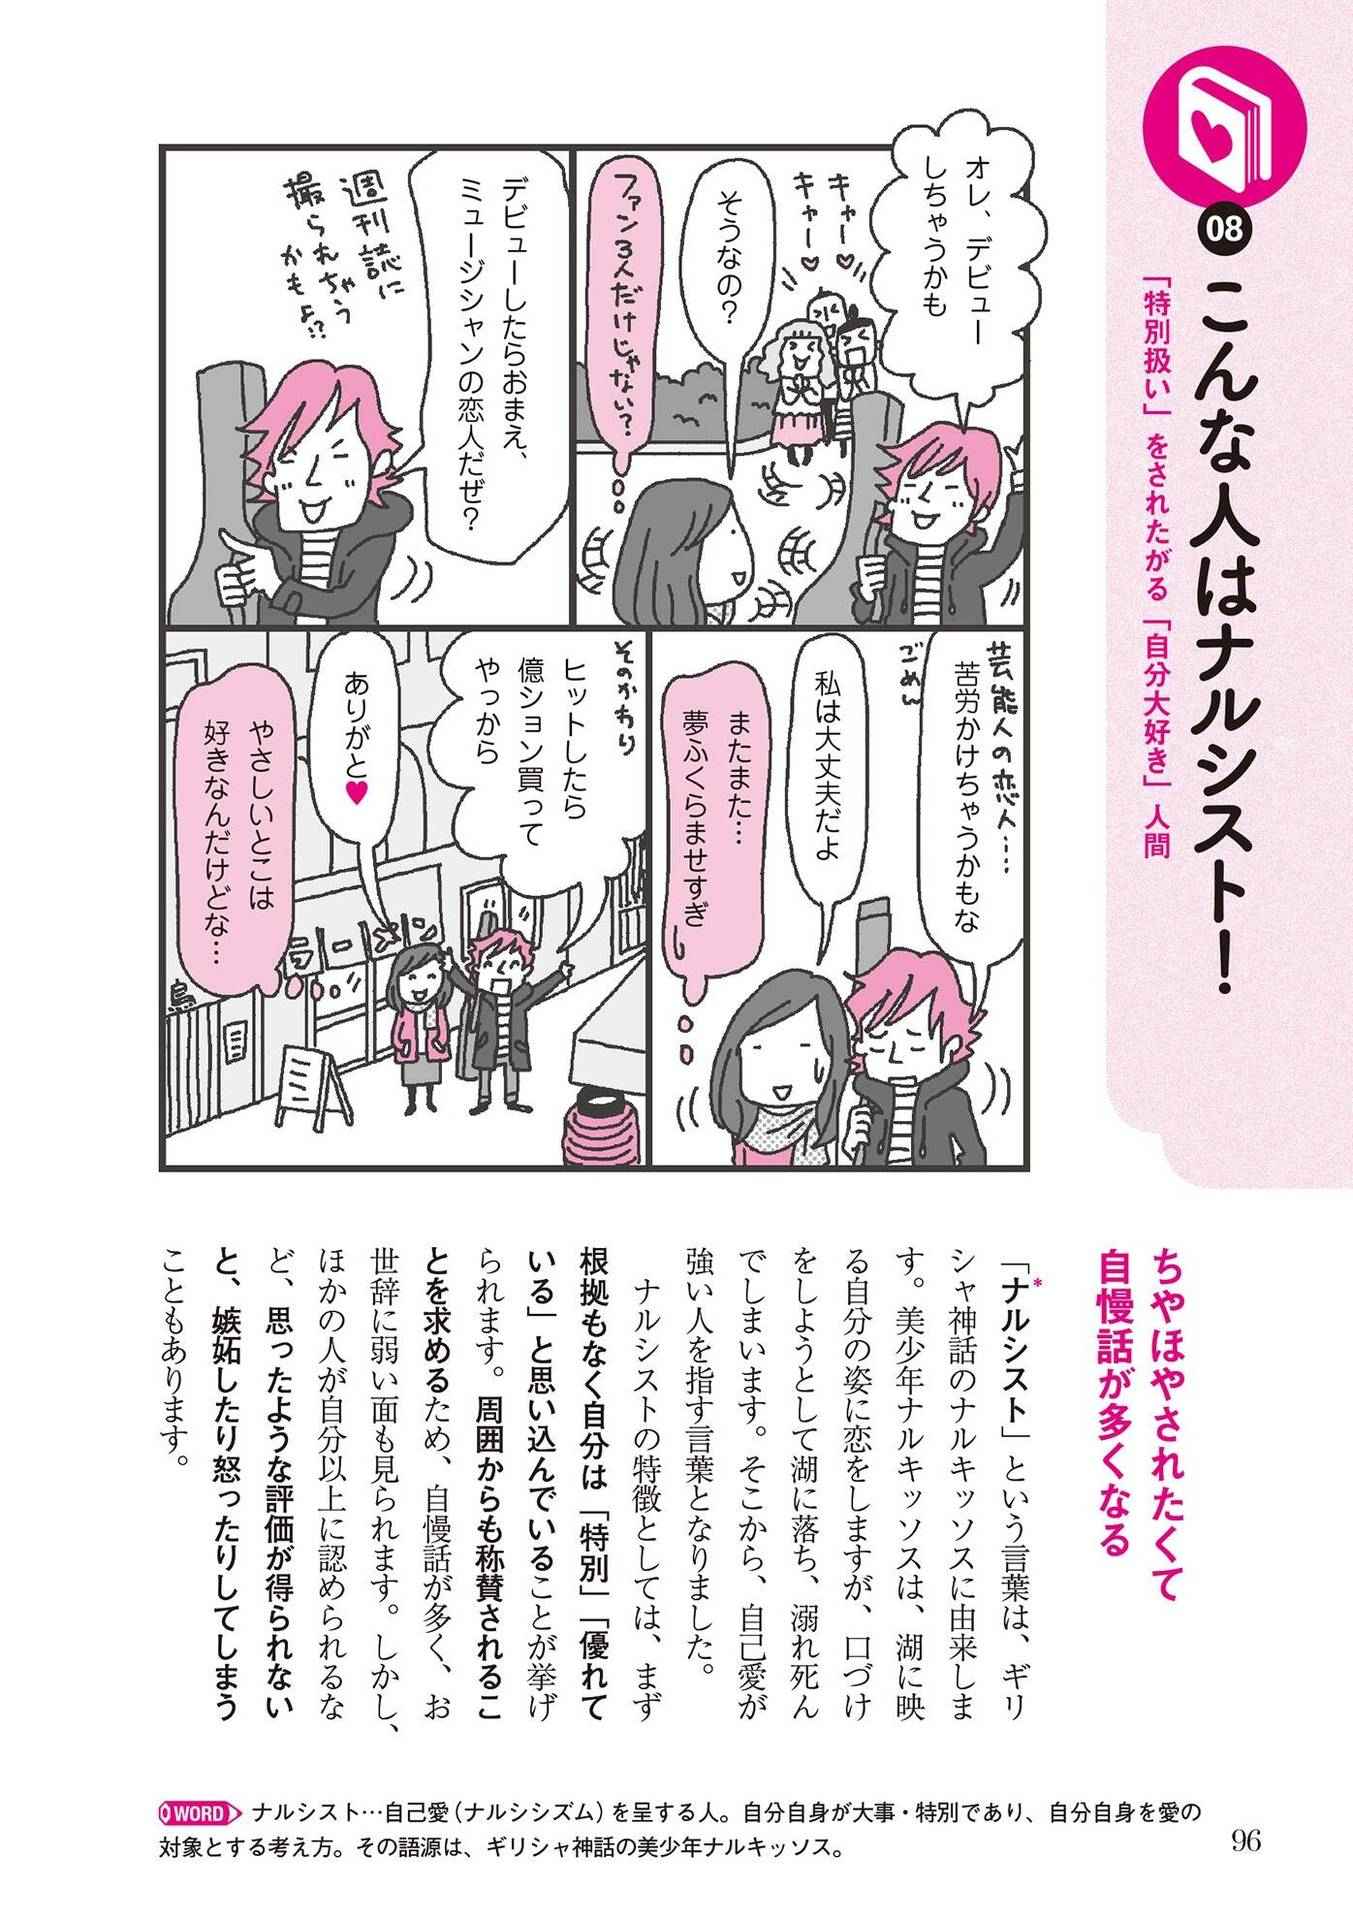 08
こんな人はナルシスト！
「特別扱い」をされたがる「自分大好き」人間
オレ、デビュー
しちゃうかも
キャー♥
キャー♥
そうなの？
ファン3人だけじゃない？
デビューしたらおまえ、
ミュージシャンの恋人だぜ？
週刊誌に
撮られちゃう
かもよ!?
芸能人の恋人……
苦労かけちゃうかもな
ごめん
私は大丈夫だよ
またまた…
夢ふくらませすぎ
そのかわり
ヒットしたら
億ション買って
やっから
ありがと♥
やさしいとこは
好きなんだけどな…
ラーメン
鳥
ちやほやされたくて
自慢話が多くなる
「ナルシスト*」という言葉は、ギリ
シャ神話のナルキッソスに由来しま
す。美少年ナルキッソスは、湖に映
る自分の姿に恋をしますが、口づけ
をしようとして湖に落ち、溺れ死ん
でしまいます。そこから、自己愛が
強い人を指す言葉となりました。
ナルシストの特徴としては、まず
根拠もなく自分は「特別」「優れて
いる」と思い込んでいることが挙げ
られます。周囲からも称賛されるこ
とを求めるため、自慢話が多く、お
世辞に弱い面も見られます。しかし、
ほかの人が自分以上に認められるな
ど、思ったような評価が得られない
と、嫉妬したり怒ったりしてしまう
こともあります。
WORD ナルシスト…自己愛（ナルシシズム）を呈する人。自分自身が大事・特別であり、自分自身を愛の
対象とする考え方。その語源は、ギリシャ神話の美少年ナルキッソス。
96